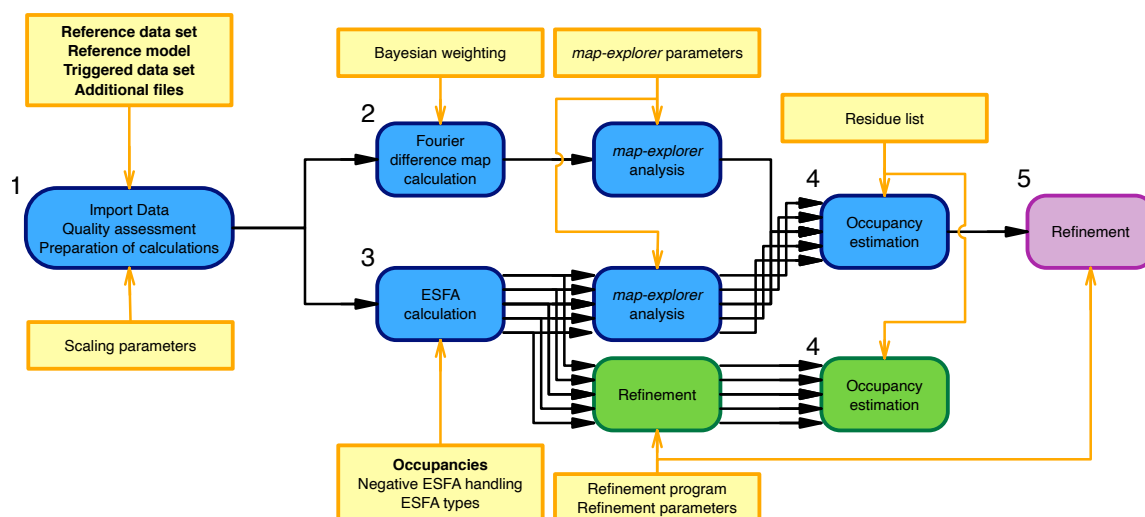 Reference data set
Reference model
Triggered data set
Additional files
Bayesian weighting
map-explorer parameters
Residue list
1
Import Data
Quality assessment
Preparation of calculations
2
Fourier
difference map
calculation
map-explorer
analysis
3
ESFA
calculation
map-explorer
analysis
4
Occupancy
estimation
5
Refinement
Refinement
4
Occupancy
estimation
Scaling parameters
Occupancies
Negative ESFA handling
ESFA types
Refinement program
Refinement parameters